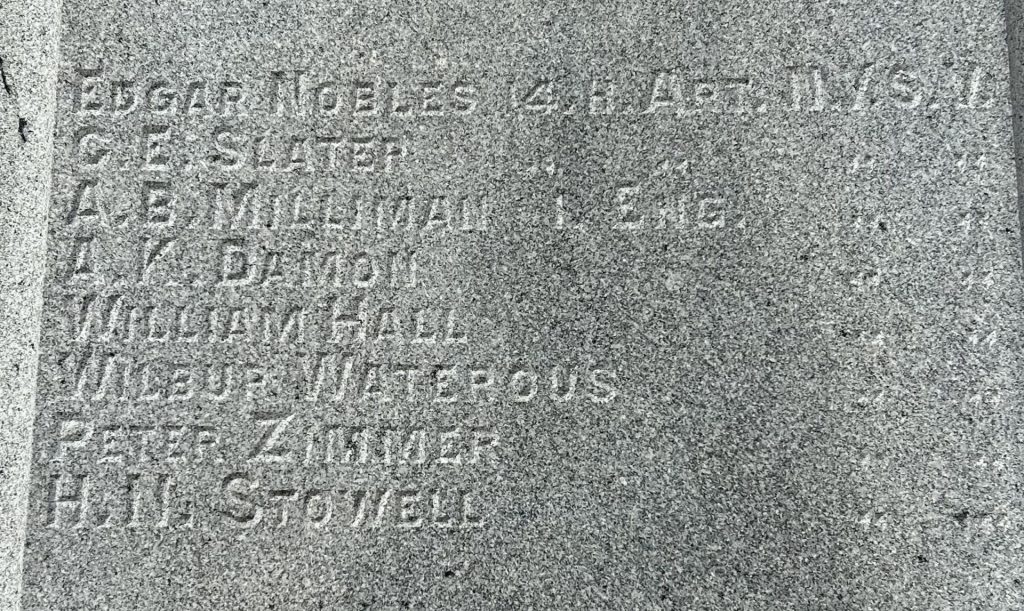 EDGAR NOBLES 14. H. ART. N.Y.S.V.
G.E. SLATER „ „ „ „
A.B. MILLIMAN 1. ENG. „ „
A.K. DAMON „ „
WILLIAM HALL „ „
WILBUR WATEROUS „ „
PETER ZIMMER „ „
H.N. STOWELL „ „